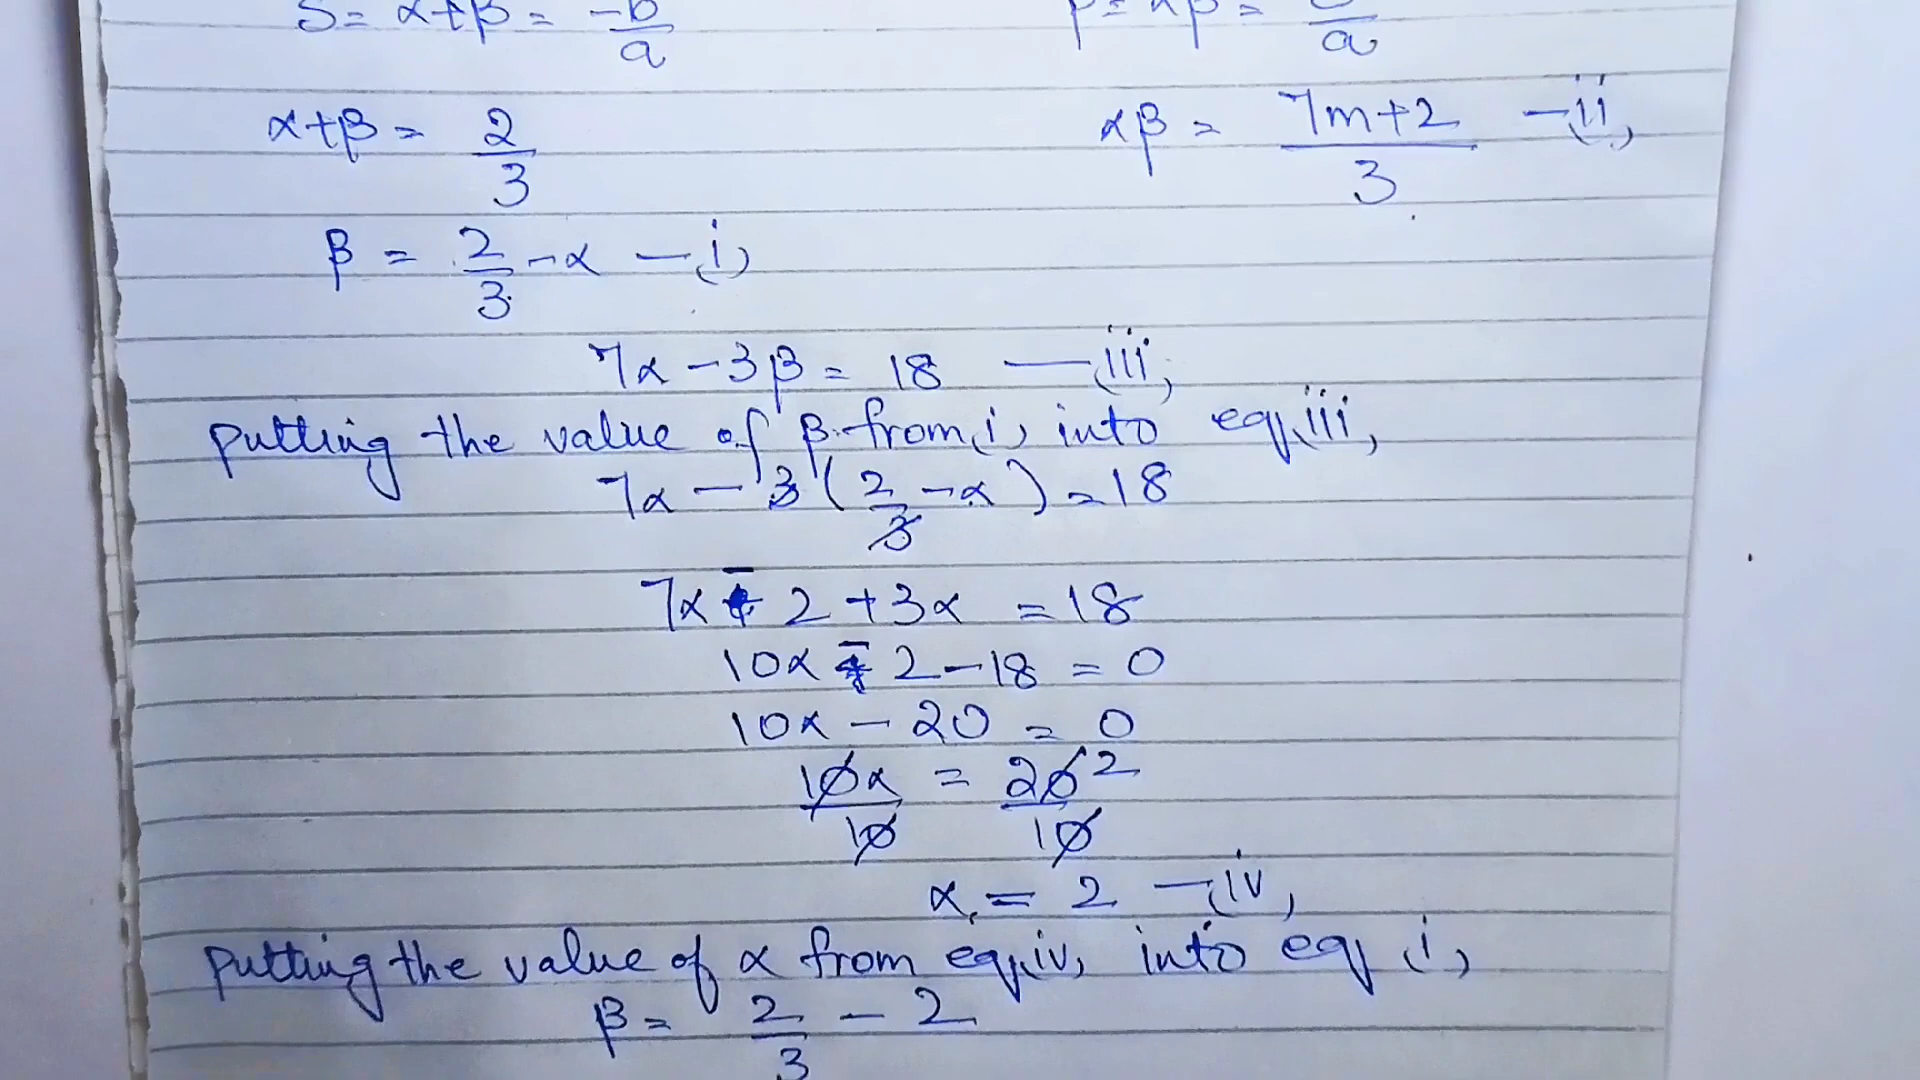 S = α+β = -b/a    p = αβ = /a
α+β = 2/3    αβ = 7m+2/3 -(ii)
β = 2/3 - α -(i)
7α - 3β = 18 —(iii)
putting the value of β from (i) into eq(iii)
7α - 3(2/3 - α) = 18
7α - 2 + 3α = 18
10α - 2 - 18 = 0
10α - 20 = 0
10α/10 = 20/10 2
α = 2 -(iv)
putting the value of α from eq(iv) into eq (i)
β = 2/3 - 2